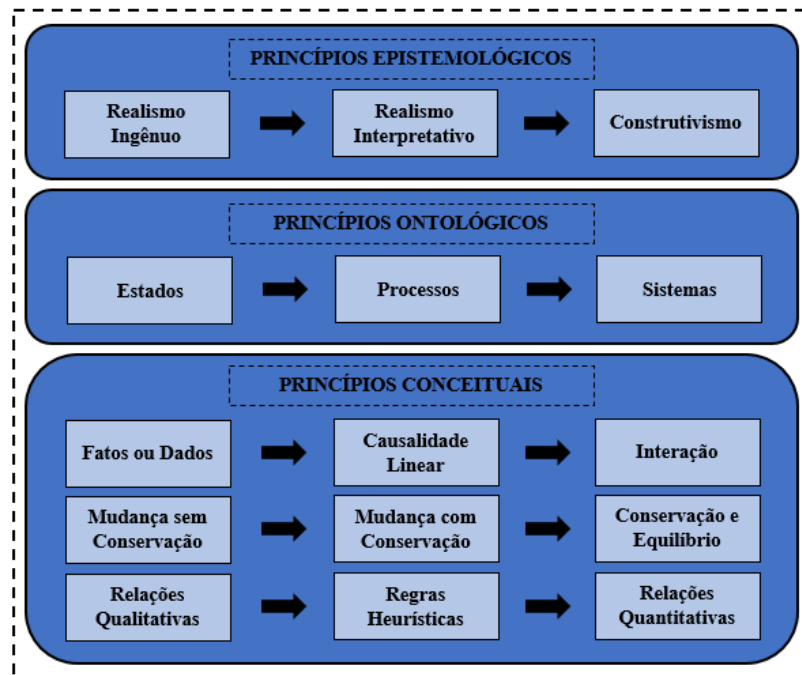 PRINCÍPIOS EPISTEMOLÓGICOS
Realismo
Ingênuo
Realismo
Interpretativo
Construtivismo
PRINCÍPIOS ONTOLÓGICOS
Estados
Processos
Sistemas
PRINCÍPIOS CONCEITUAIS
Fatos ou Dados
Causalidade
Linear
Interação
Mudança sem
Conservação
Mudança com
Conservação
Conservação e
Equilíbrio
Relações
Qualitativas
Regras
Heurísticas
Relações
Quantitativas